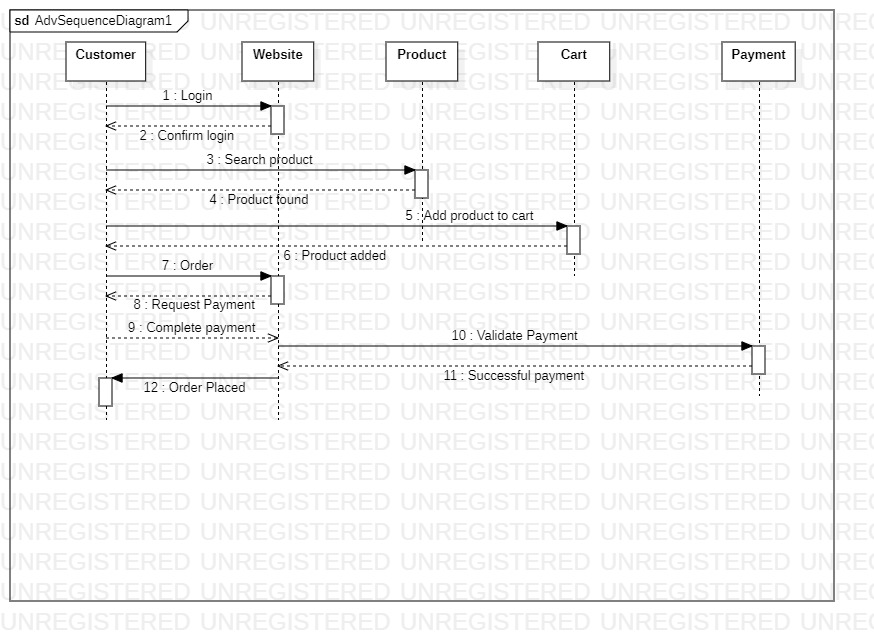 sd AdvSequenceDiagram1
Customer Website Product Cart Payment
1 : Login
2 : Confirm login
3 : Search product
4 : Product found
5 : Add product to cart
6 : Product added
7 : Order
8 : Request Payment
9 : Complete payment
10 : Validate Payment
11 : Successful payment
12 : Order Placed
UNREGISTERED UNREGISTERED UNREGISTERED UNREGISTERED UNREGISTERED